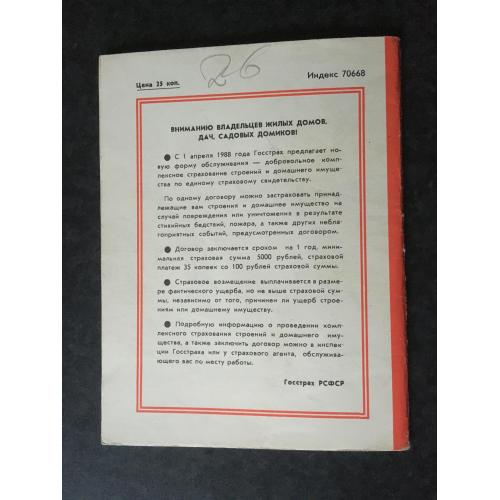 26
Цена 25 коп.
Индекс 70668
ВНИМАНИЮ ВЛАДЕЛЬЦЕВ ЖИЛЫХ ДОМОВ,
ДАЧ, САДОВЫХ ДОМИКОВ!
● С 1 апреля 1988 года Госстрах предлагает но-
вую форму обслуживания — добровольное комп-
лексное страхование строений и домашнего имуще-
ства по единому страховому свидетельству.
По одному договору можно застраховать принад-
лежащие вам строения и домашнее имущество на
случай повреждения или уничтожения в результате
стихийных бедствий, пожара, а также других небла-
гоприятных событий, предусмотренных договором.
● Договор заключается сроком на 1 год, мини-
мальная страховая сумма 5000 рублей, страховой
платеж 35 копеек со 100 рублей страховой суммы.
● Страховое возмещение выплачивается в разме-
ре фактического ущерба, но не выше страховой сум-
мы, независимо от того, причинен ли ущерб строе-
ниям или домашнему имуществу.
● Подробную информацию о проведении комп-
лексного страхования строений и домашнего иму-
щества, а также заключить договор можно в инспек-
ции Госстраха или у страхового агента, обслуживаю-
щего вас по месту работы.
Госстрах РСФСР